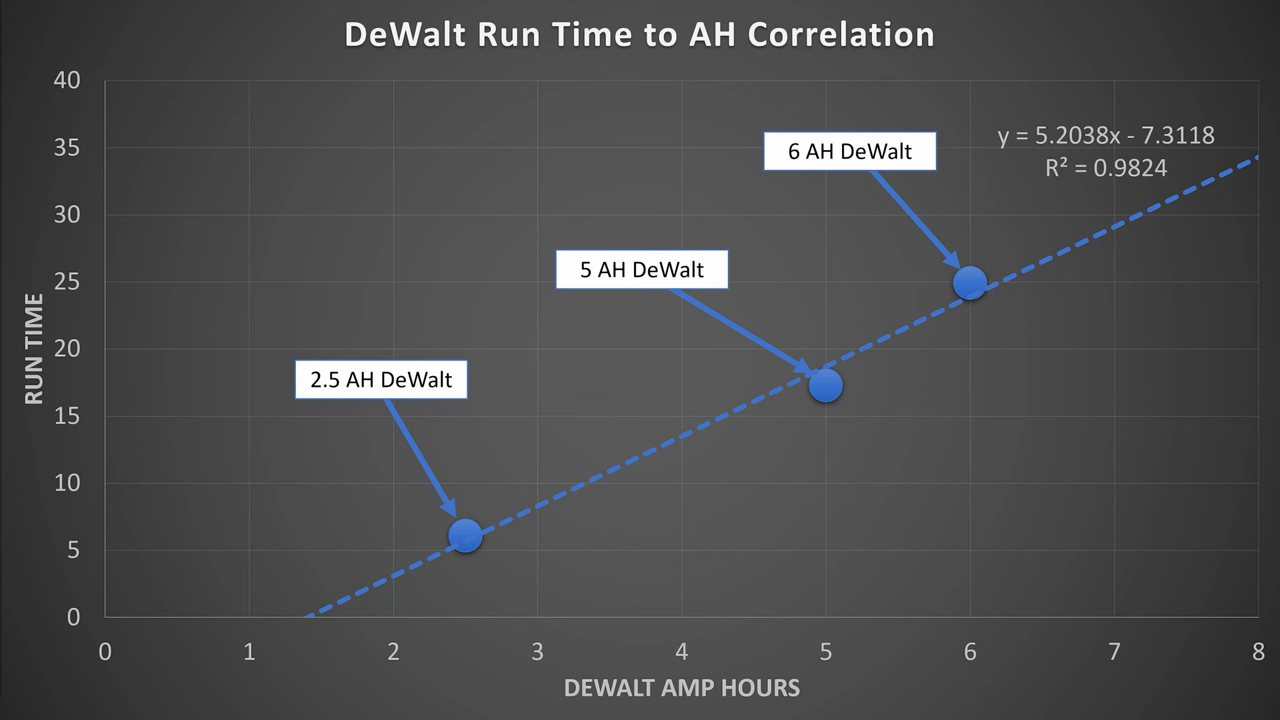 DeWalt Run Time to AH Correlation
40
35
30
25
20
15
10
5
0
RUN TIME
6 AH DeWalt
y = 5.2038x - 7.3118
R² = 0.9824
5 AH DeWalt
2.5 AH DeWalt
0 1 2 3 4 5 6 7 8
DEWALT AMP HOURS